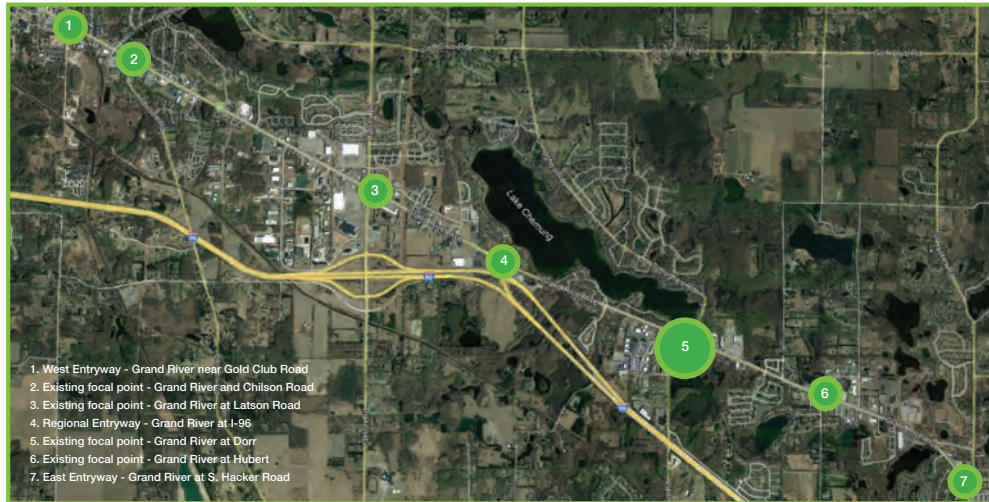 1
2
Golf Club Rd
3
Lake Chemung
4
5
6
7
1. West Entryway - Grand River near Gold Club Road
2. Existing focal point - Grand River and Chilson Road
3. Existing focal point - Grand River at Latson Road
4. Regional Entryway - Grand River at I-96
5. Existing focal point - Grand River at Dorr
6. Existing focal point - Grand River at Hubert
7. East Entryway - Grand River at S. Hacker Road